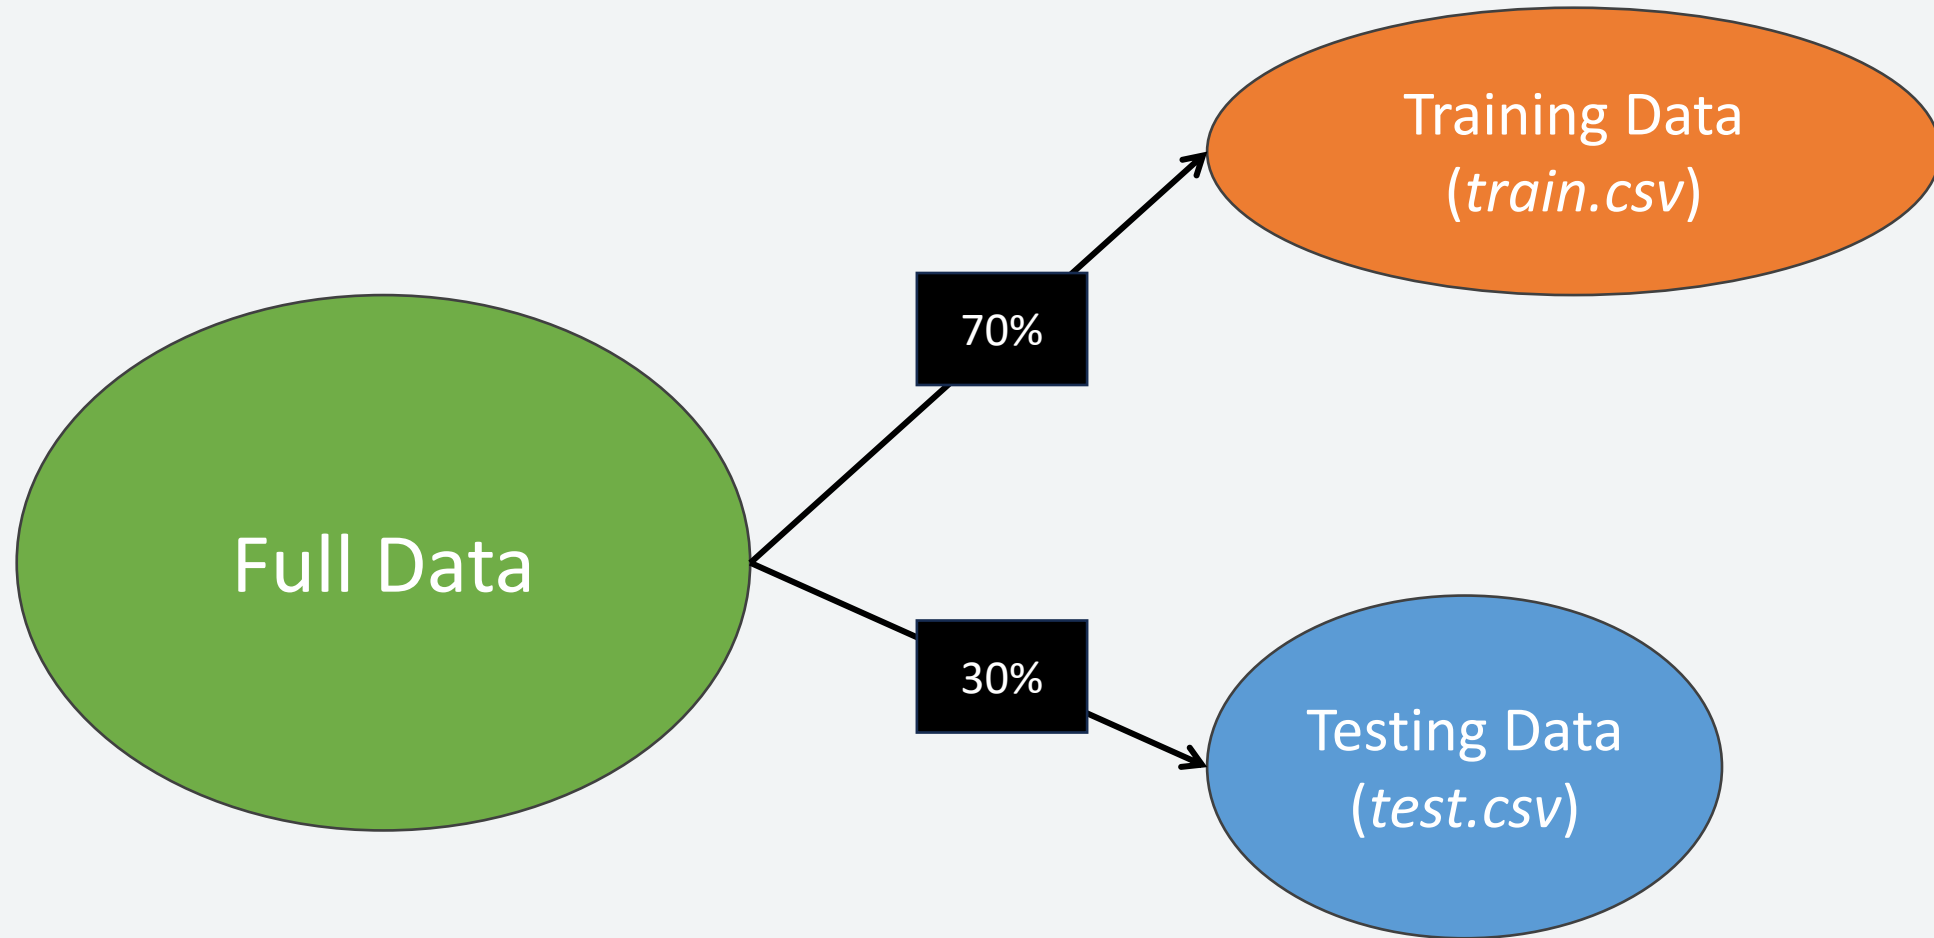 Training Data
(train.csv)
70%
Full Data
30%
Testing Data
(test.csv)